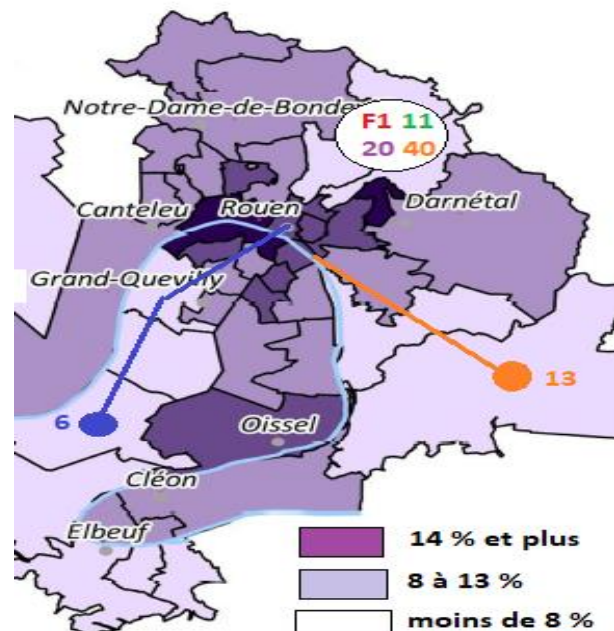 Notre-Dame-de-Bonde
F1 11
20 40
Canteleu
Rouen
Darnétal
Grand-Quevilly
13
6
Oissel
Cléon
Elbeuf
14 % et plus
8 à 13 %
moins de 8 %